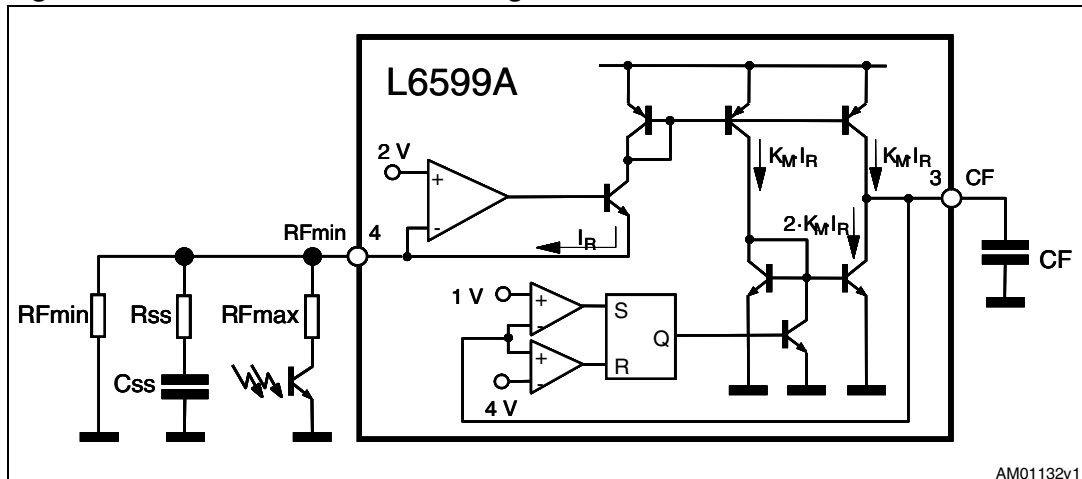 L6599A
2 V
+
-
K_M·I_R
K_M·I_R
3
CF
RFmin
4
I_R
2·K_M·I_R
CF
1 V
+
-
S
Q
+
-
R
4 V
RFmin
Rss
RFmax
Css
AM01132v1